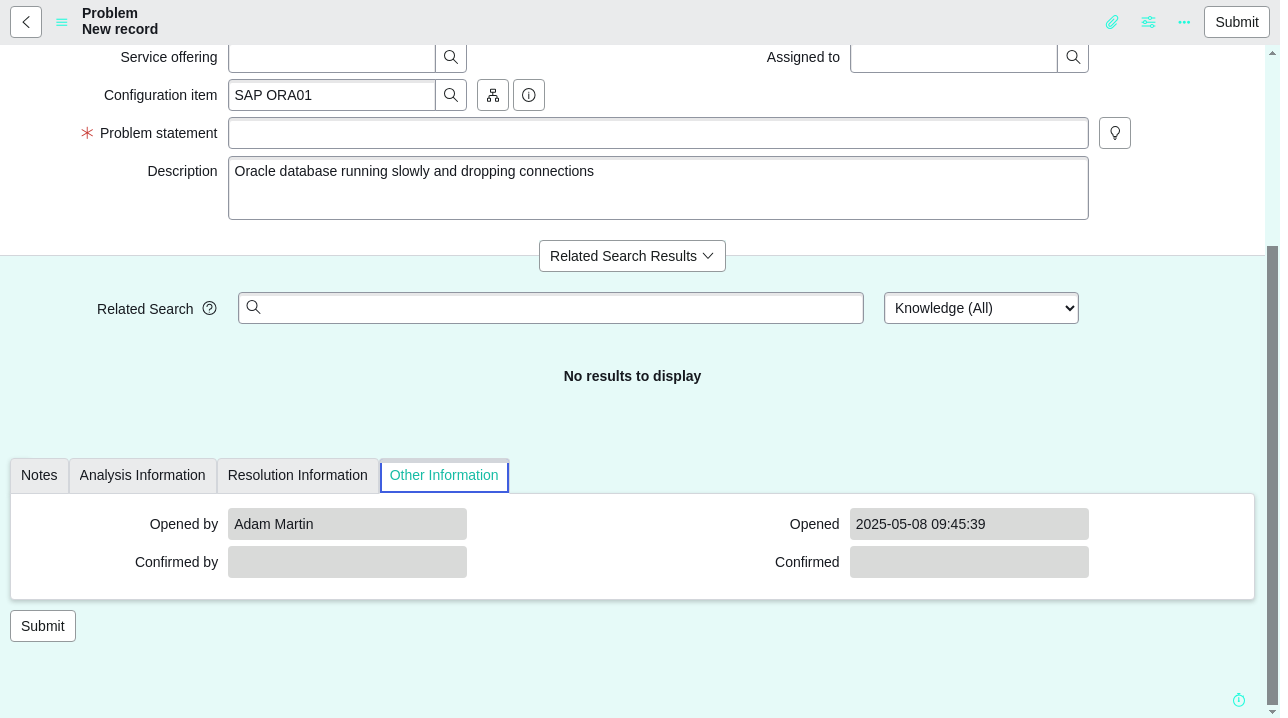 Problem
New record
Submit
Service offering
Assigned to
Configuration item
SAP ORA01
Problem statement
Description
Oracle database running slowly and dropping connections
Related Search Results
Related Search
Knowledge (All)
No results to display
Notes
Analysis Information
Resolution Information
Other Information
Opened by
Adam Martin
Opened
2025-05-08 09:45:39
Confirmed by
Confirmed
Submit